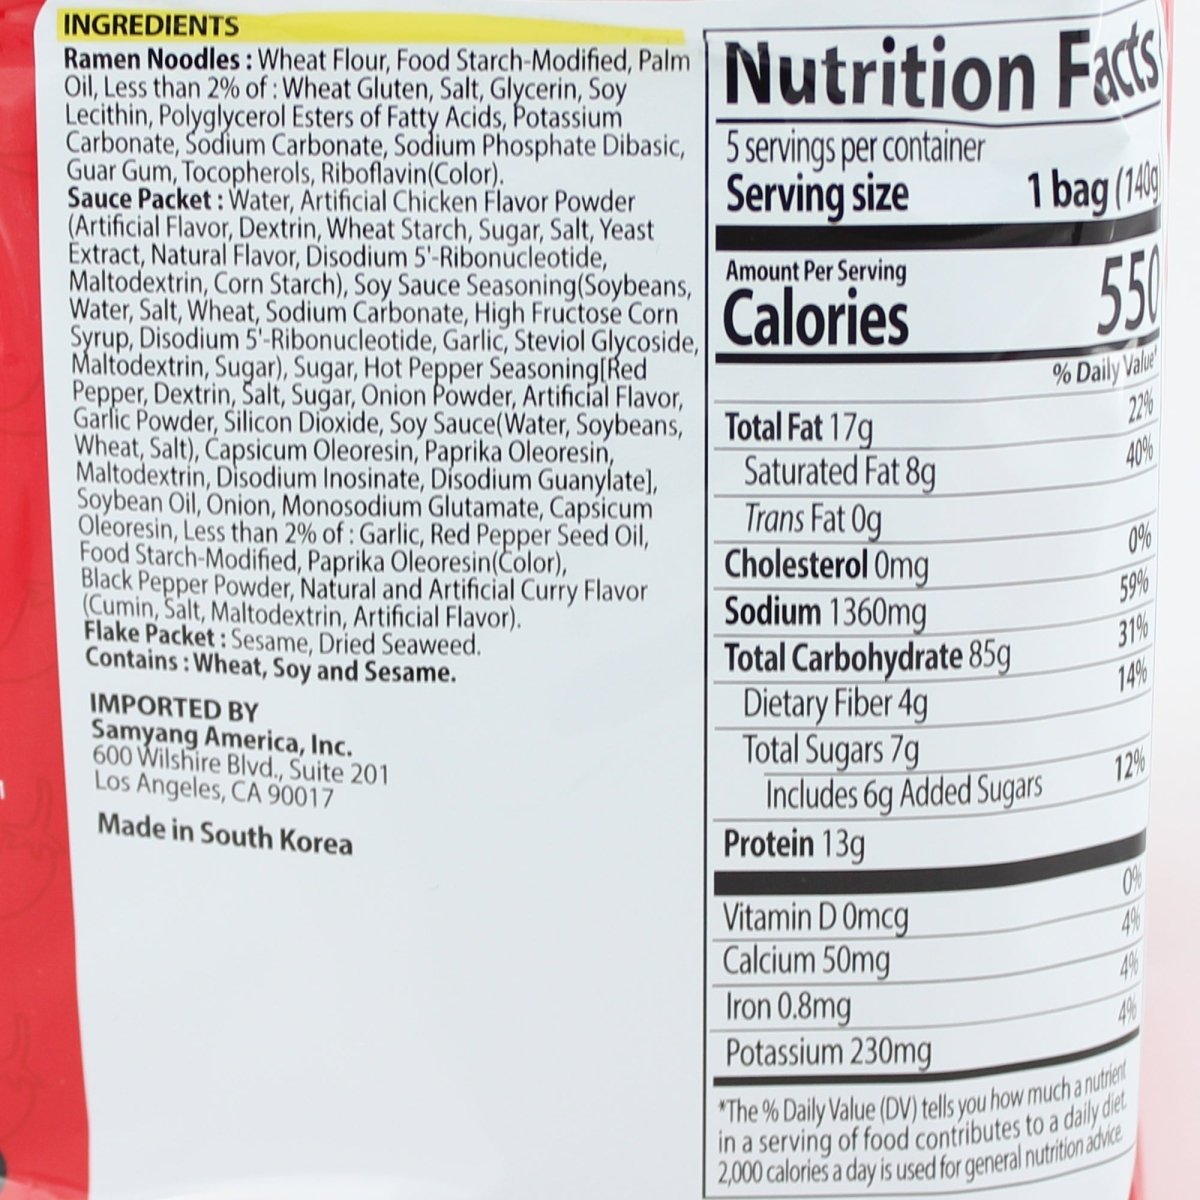 INGREDIENTS
Ramen Noodles : Wheat Flour, Food Starch-Modified, Palm
Oil, Less than 2% of : Wheat Gluten, Salt, Glycerin, Soy
Lecithin, Polyglycerol Esters of Fatty Acids, Potassium
Carbonate, Sodium Carbonate, Sodium Phosphate Dibasic,
Guar Gum, Tocopherols, Riboflavin(Color).
Sauce Packet : Water, Artificial Chicken Flavor Powder
(Artificial Flavor, Dextrin, Wheat Starch, Sugar, Salt, Yeast
Extract, Natural Flavor, Disodium 5'-Ribonucleotide,
Maltodextrin, Corn Starch), Soy Sauce Seasoning(Soybeans,
Water, Salt, Wheat, Sodium Carbonate, High Fructose Corn
Syrup, Disodium 5'-Ribonucleotide, Garlic, Steviol Glycoside,
Maltodextrin, Sugar), Sugar, Hot Pepper Seasoning[Red
Pepper, Dextrin, Salt, Sugar, Onion Powder, Artificial Flavor,
Garlic Powder, Silicon Dioxide, Soy Sauce(Water, Soybeans,
Wheat, Salt), Capsicum Oleoresin, Paprika Oleoresin,
Maltodextrin, Disodium Inosinate, Disodium Guanylate],
Soybean Oil, Onion, Monosodium Glutamate, Capsicum
Oleoresin, Less than 2% of : Garlic, Red Pepper Seed Oil,
Food Starch-Modified, Paprika Oleoresin(Color),
Black Pepper Powder, Natural and Artificial Curry Flavor
(Cumin, Salt, Maltodextrin, Artificial Flavor).
Flake Packet : Sesame, Dried Seaweed.
Contains : Wheat, Soy and Sesame.
IMPORTED BY
Samyang America, Inc.
600 Wilshire Blvd., Suite 201
Los Angeles, CA 90017
Made in South Korea
Nutrition Facts
5 servings per container
Serving size 1 bag (140g
Amount Per Serving
Calories 550
% Daily Value*
Total Fat 17g 22%
Saturated Fat 8g 40%
Trans Fat 0g
Cholesterol 0mg 0%
Sodium 1360mg 59%
Total Carbohydrate 85g 31%
Dietary Fiber 4g 14%
Total Sugars 7g
Includes 6g Added Sugars 12%
Protein 13g
Vitamin D 0mcg 0%
Calcium 50mg 4%
Iron 0.8mg 4%
Potassium 230mg 4%
*The % Daily Value (DV) tells you how much a nutrient
in a serving of food contributes to a daily diet.
2,000 calories a day is used for general nutrition advice.